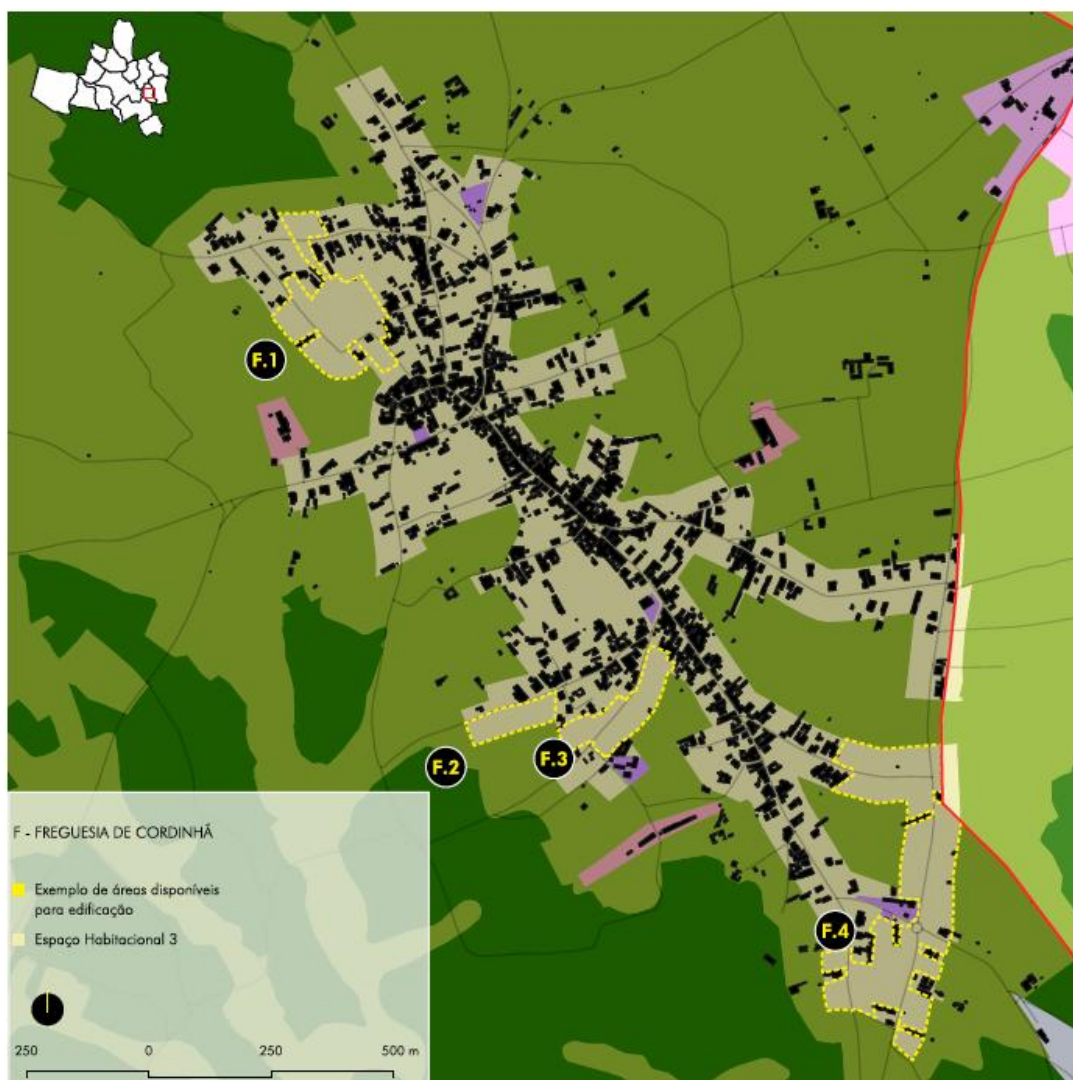 F.1
F.2
F.3
F.4
F - FREGUESIA DE CORDINHÃ
Exemplo de áreas disponíveis
para edificação
Espaço Habitacional 3
250 0 250 500 m